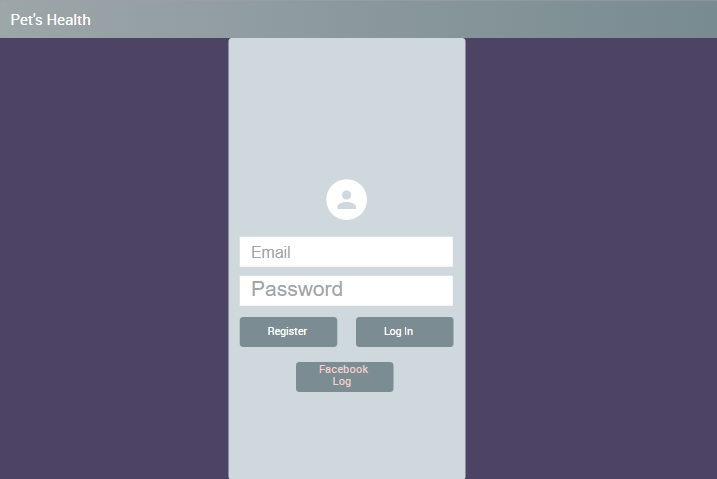 Pet's Health
Email
Password
Register
Log In
Facebook
Log